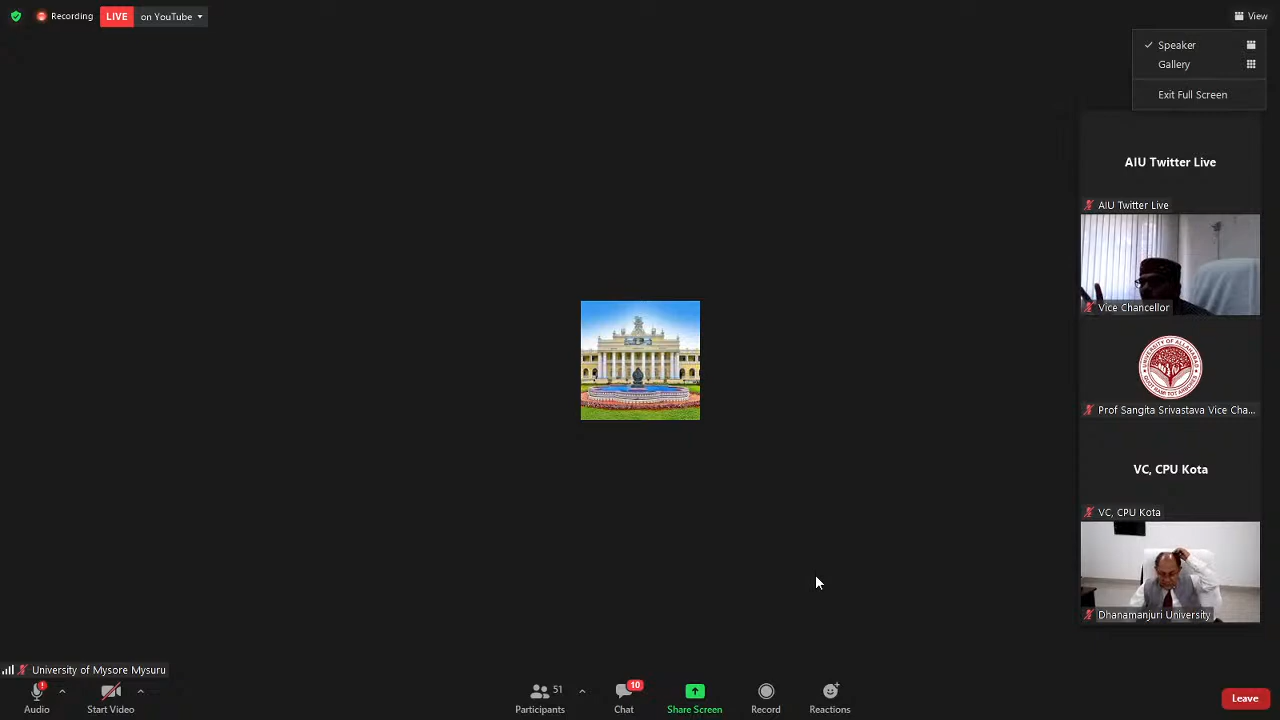 Recording
LIVE on YouTube
View
Speaker
Gallery
Exit Full Screen
AIU Twitter Live
AIU Twitter Live
Vice Chancellor
Prof Sangita Srivastava Vice Cha...
VC, CPU Kota
VC, CPU Kota
Dhanamanjuri University
University of Mysore Mysuru
Audio
Start Video
51
Participants
10
Chat
Share Screen
Record
Reactions
Leave